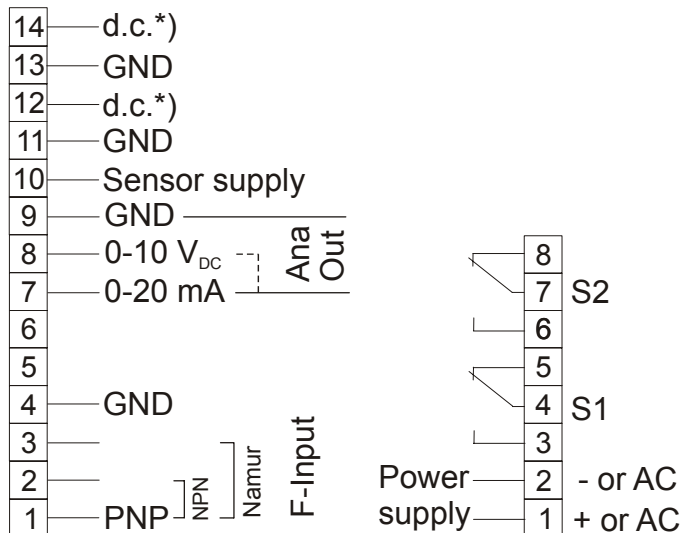 14 d.c.*)
13 GND
12 d.c.*)
11 GND
10 Sensor supply
9 GND
8 0-10 VDC
7 0-20 mA
Ana
Out
6
5
4 GND
3
2
1 PNP
NPN
Namur
F-Input
8
7 S2
6
5
4 S1
3
Power 2 - or AC
supply 1 + or AC